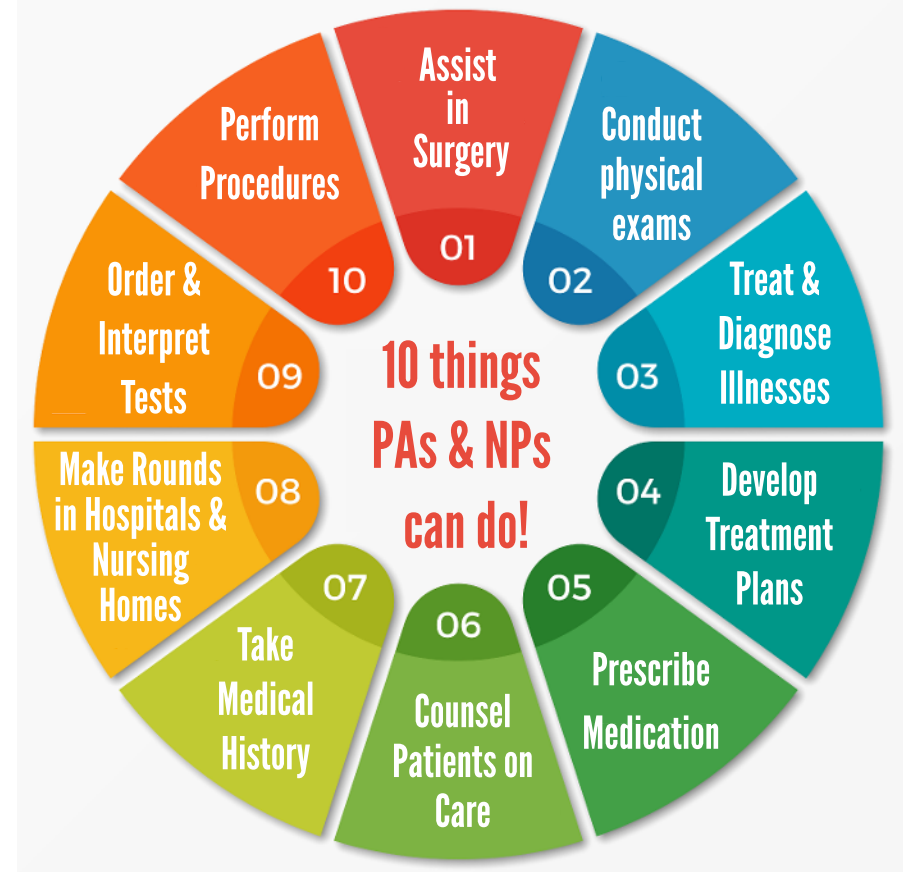 10 things
PAs & NPs
can do!
Assist
in
Surgery
01
Conduct
physical
exams
02
Treat &
Diagnose
Illnesses
03
Develop
Treatment
Plans
04
Prescribe
Medication
05
Counsel
Patients on
Care
06
Take
Medical
History
07
Make Rounds
in Hospitals &
Nursing
Homes
08
Order &
Interpret
Tests
09
Perform
Procedures
10